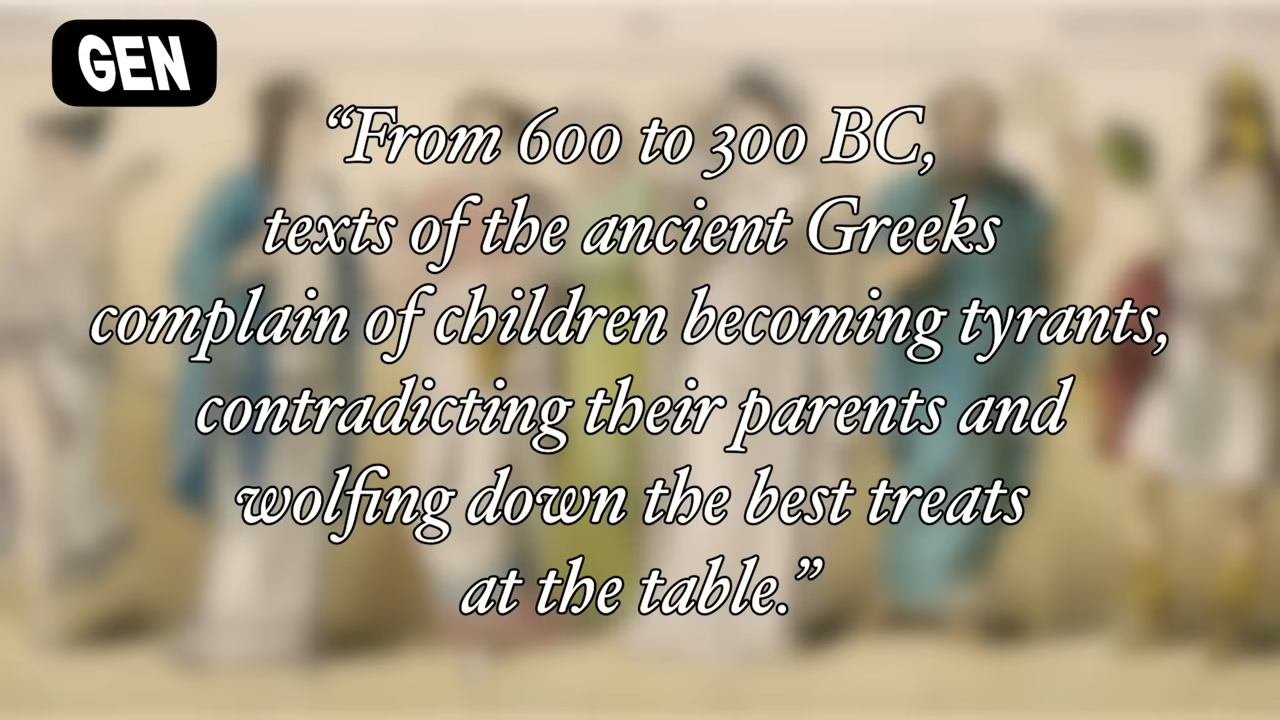 GEN
“From 600 to 300 BC,
texts of the ancient Greeks
complain of children becoming tyrants,
contradicting their parents and
wolfing down the best treats
at the table.”